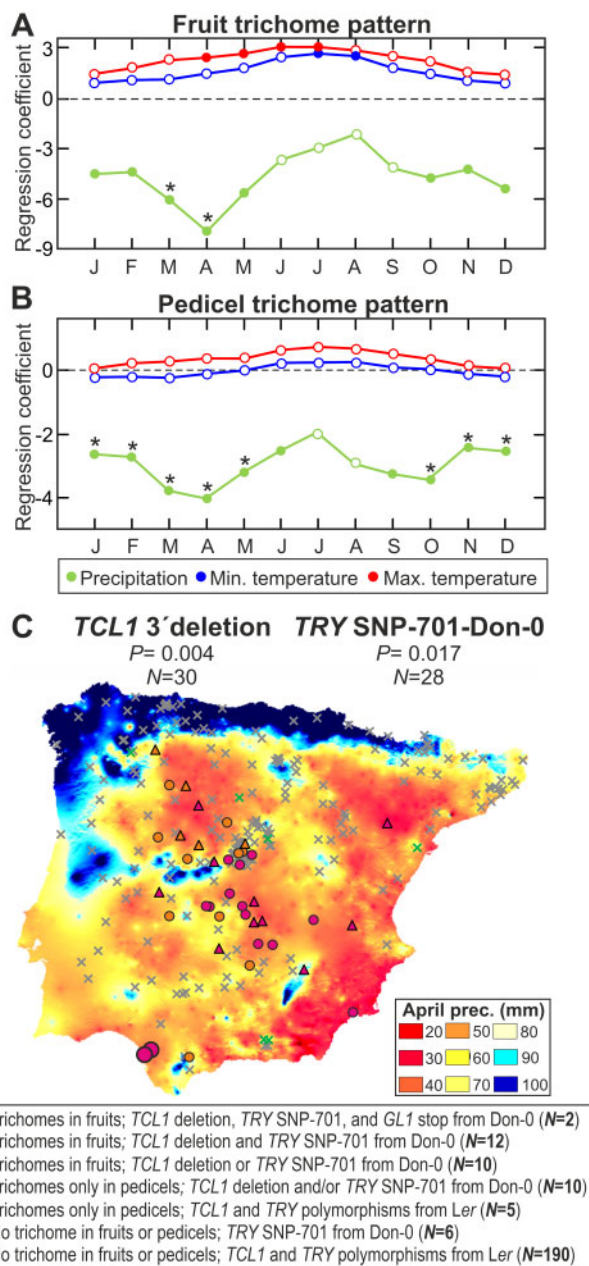 A Fruit trichome pattern
Regression coefficient
3
0
-3
-6
-9
* *
J F M A M J J A S O N D
B Pedicel trichome pattern
Regression coefficient
0
-2
-4
* * * * * * * *
J F M A M J J A S O N D
Precipitation Min. temperature Max. temperature
C TCL1 3´deletion TRY SNP-701-Don-0
P= 0.004 P= 0.017
N=30 N=28
April prec. (mm)
20 50 80
30 60 90
40 70 100
richomes in fruits; TCL1 deletion, TRY SNP-701, and GL1 stop from Don-0 (N=2)
richomes in fruits; TCL1 deletion and TRY SNP-701 from Don-0 (N=12)
richomes in fruits; TCL1 deletion or TRY SNP-701 from Don-0 (N=10)
richomes only in pedicels; TCL1 deletion and/or TRY SNP-701 from Don-0 (N=10)
richomes only in pedicels; TCL1 and TRY polymorphisms from Ler (N=5)
o trichome in fruits or pedicels; TRY SNP-701 from Don-0 (N=6)
o trichome in fruits or pedicels; TCL1 and TRY polymorphisms from Ler (N=190)